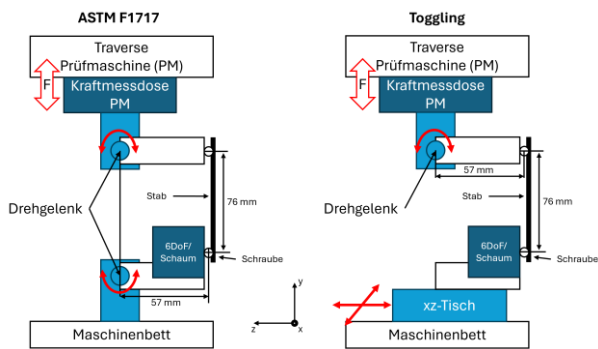 ASTM F1717
Traverse
Prüfmaschine (PM)
F
Kraftmessdose
PM
Stab
76 mm
Drehgelenk
6DoF/
Schaum
Schraube
57 mm
Maschinenbett
y
z
x
Toggling
Traverse
Prüfmaschine (PM)
F
Kraftmessdose
PM
57 mm
Stab
76 mm
Drehgelenk
6DoF/
Schaum
Schraube
xz-Tisch
Maschinenbett